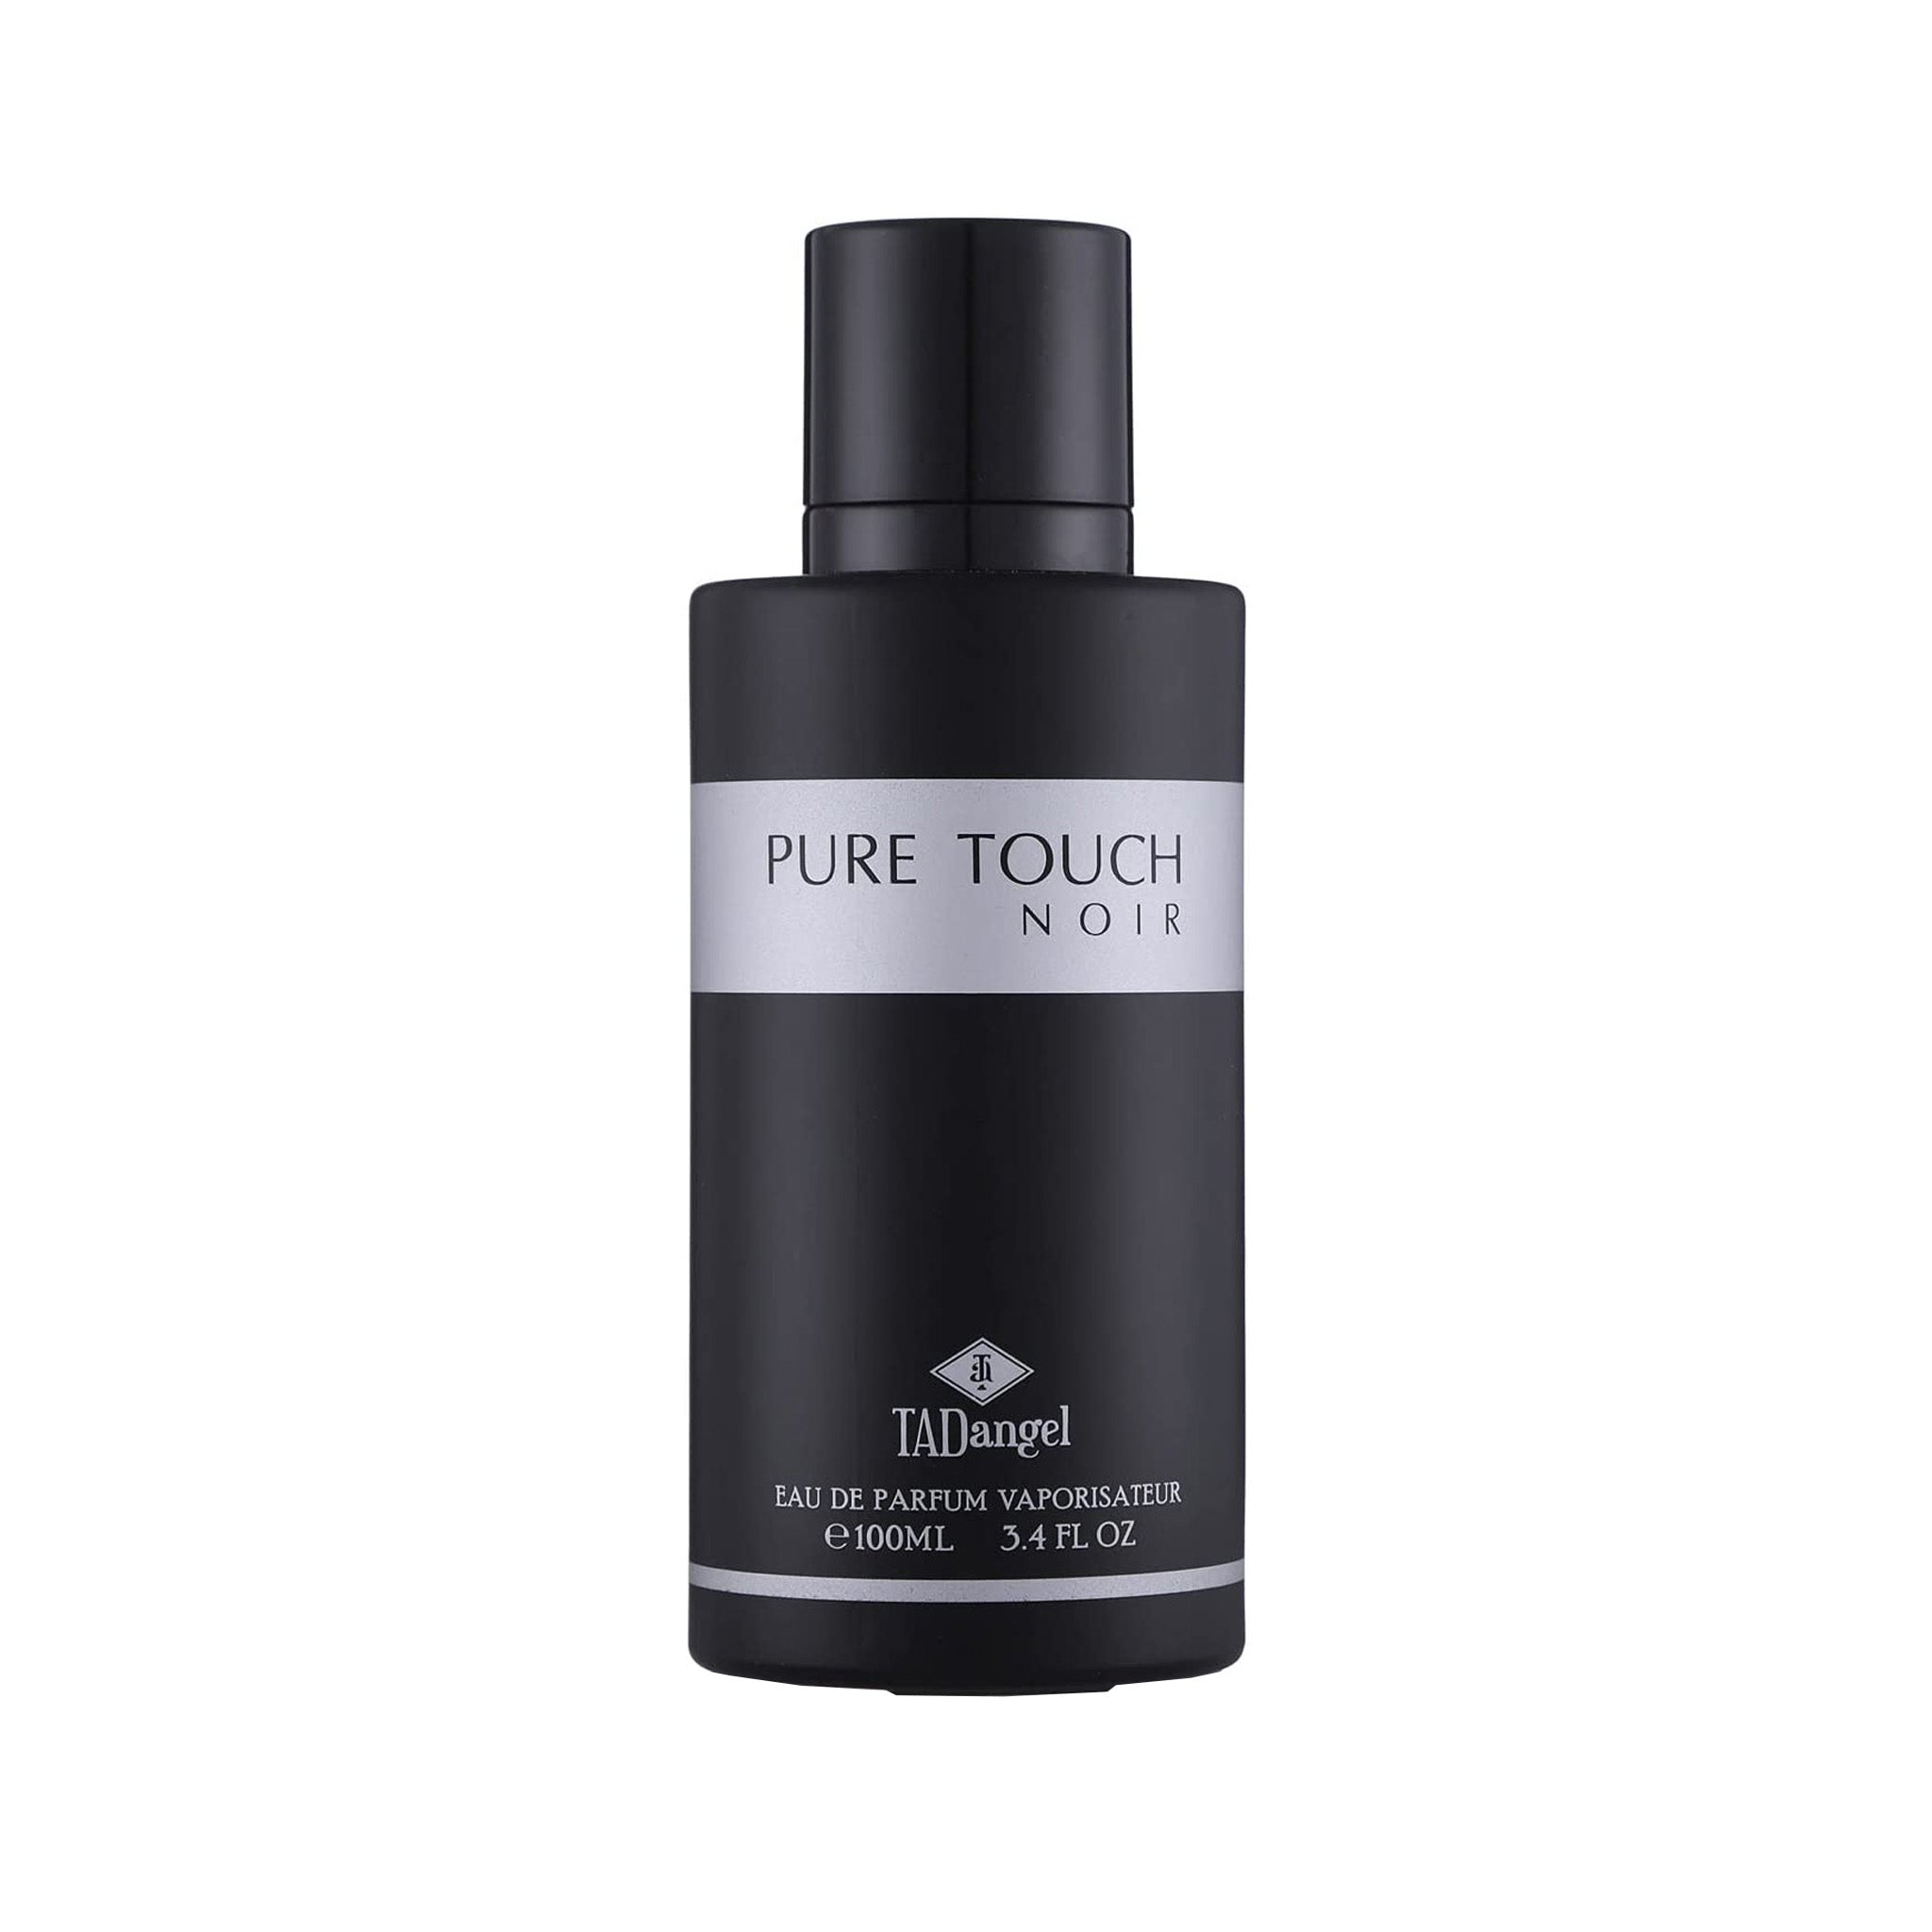 PURE TOUCH
NOIR
TADangel
EAU DE PARFUM VAPORISATEUR
℮100ML 3.4 FL OZ